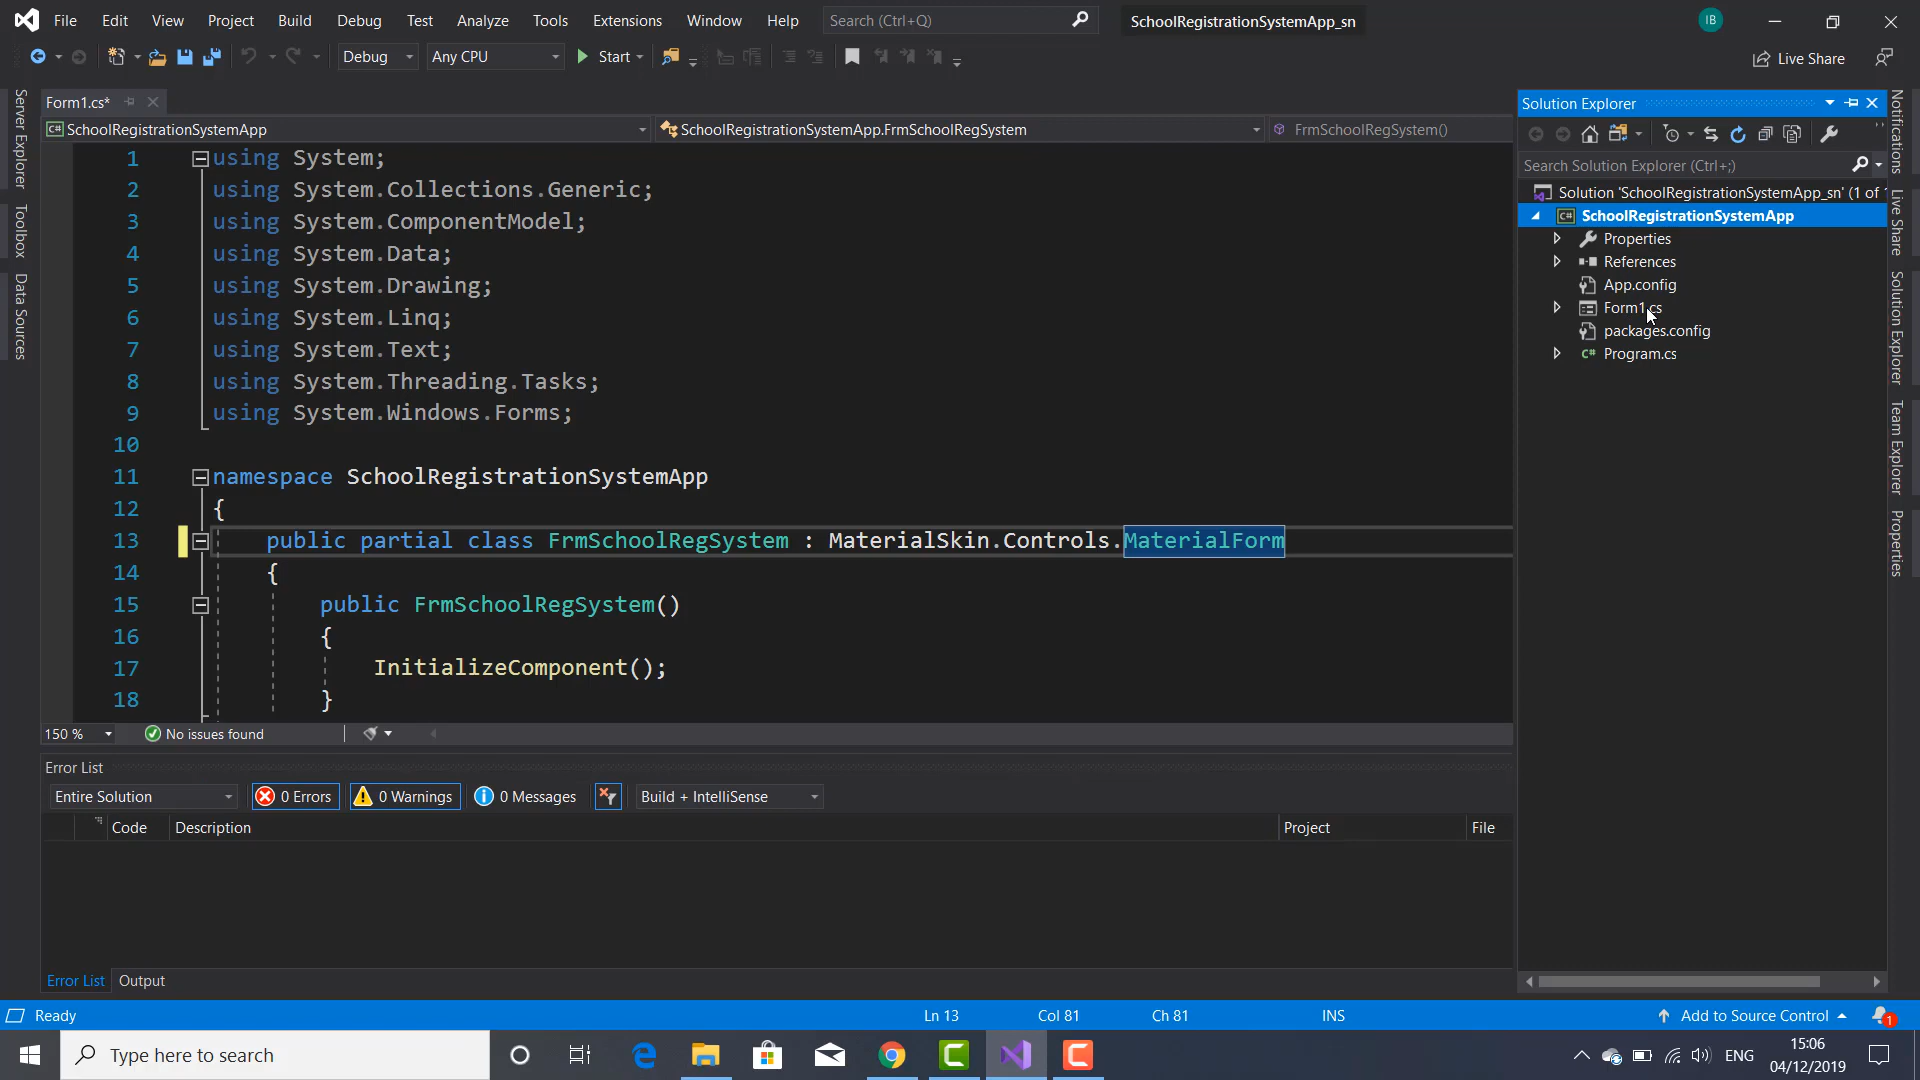 File Edit View Project Build Debug Test Analyze Tools Extensions Window Help Search (Ctrl+Q) SchoolRegistrationSystemApp_sn IB
Debug Any CPU Start Live Share
Server Explorer
Toolbox
Data Sources
Form1.cs*
SchoolRegistrationSystemApp SchoolRegistrationSystemApp.FrmSchoolRegSystem FrmSchoolRegSystem()
1 using System;
2 using System.Collections.Generic;
3 using System.ComponentModel;
4 using System.Data;
5 using System.Drawing;
6 using System.Linq;
7 using System.Text;
8 using System.Threading.Tasks;
9 using System.Windows.Forms;
10
11 namespace SchoolRegistrationSystemApp
12 {
13 public partial class FrmSchoolRegSystem : MaterialSkin.Controls.MaterialForm
14 {
15 public FrmSchoolRegSystem()
16 {
17 InitializeComponent();
18 }
150 % No issues found
Error List
Entire Solution 0 Errors 0 Warnings 0 Messages Build + IntelliSense
Code Description Project File
Error List Output
Solution Explorer
Search Solution Explorer (Ctrl+;)
Solution 'SchoolRegistrationSystemApp_sn' (1 of
SchoolRegistrationSystemApp
Properties
References
App.config
Form1.cs
packages.config
Program.cs
Notifications
Live Share
Solution Explorer
Team Explorer
Properties
Ready Ln 13 Col 81 Ch 81 INS Add to Source Control 1
Type here to search ENG 15:06
04/12/2019